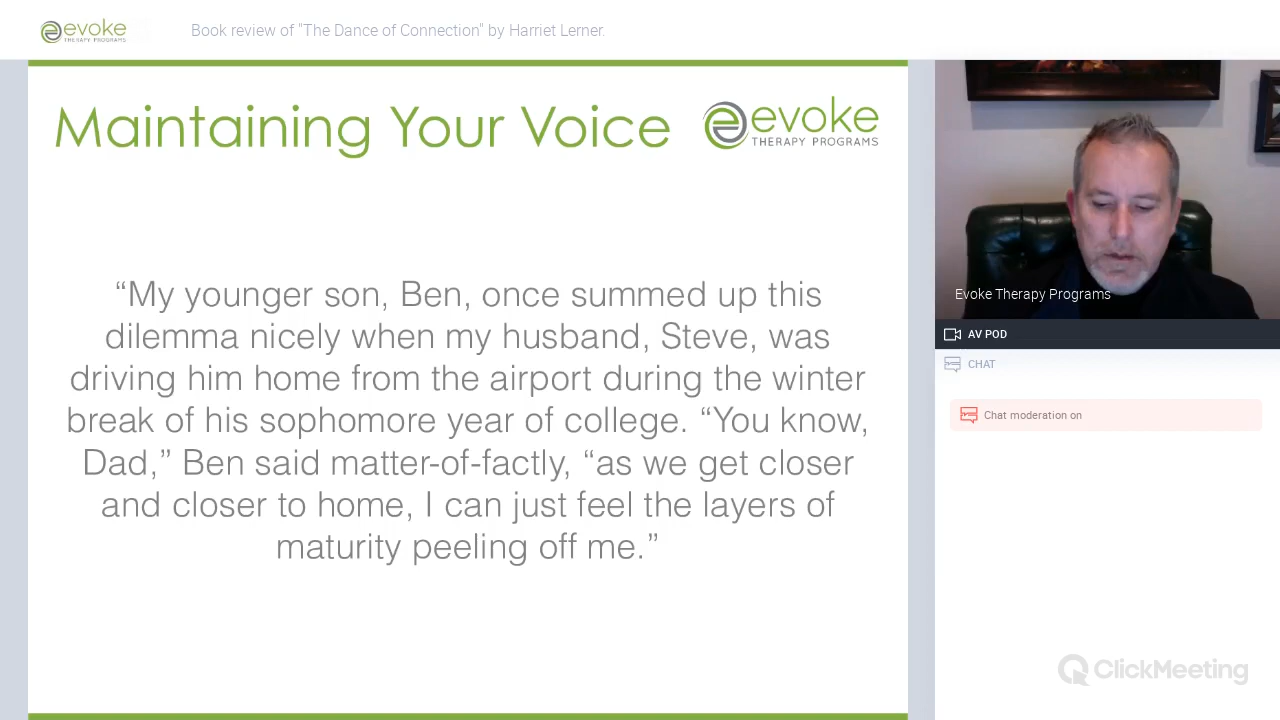 evoke
THERAPY PROGRAMS
Book review of "The Dance of Connection" by Harriet Lerner.
Maintaining Your Voice
evoke
THERAPY PROGRAMS
“My younger son, Ben, once summed up this
dilemma nicely when my husband, Steve, was
driving him home from the airport during the winter
break of his sophomore year of college. “You know,
Dad,” Ben said matter-of-factly, “as we get closer
and closer to home, I can just feel the layers of
maturity peeling off me.”
Evoke Therapy Programs
AV POD
CHAT
Chat moderation on
ClickMeeting